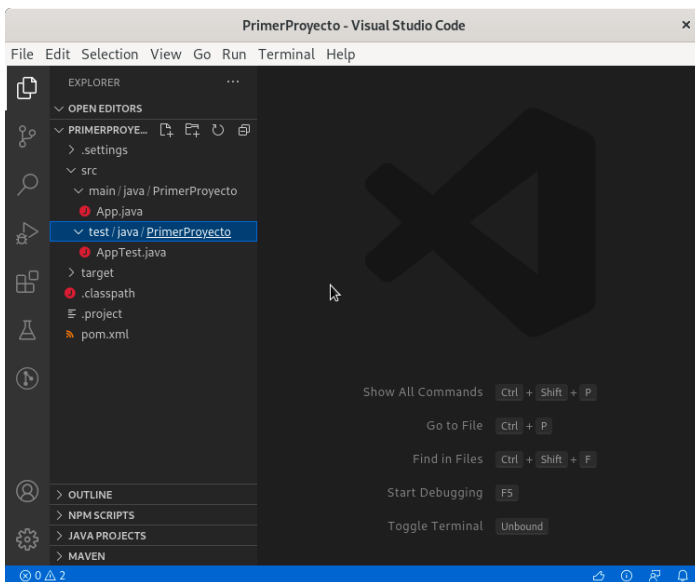 PrimerProyecto - Visual Studio Code
File Edit Selection View Go Run Terminal Help
EXPLORER
OPEN EDITORS
PRIMERPROYE...
.settings
src
main / java / PrimerProyecto
App.java
test / java / PrimerProyecto
AppTest.java
target
.classpath
.project
pom.xml
Show All Commands Ctrl + Shift + P
Go to File Ctrl + P
Find in Files Ctrl + Shift + F
Start Debugging F5
Toggle Terminal Unbound
OUTLINE
NPM SCRIPTS
JAVA PROJECTS
MAVEN
0 2